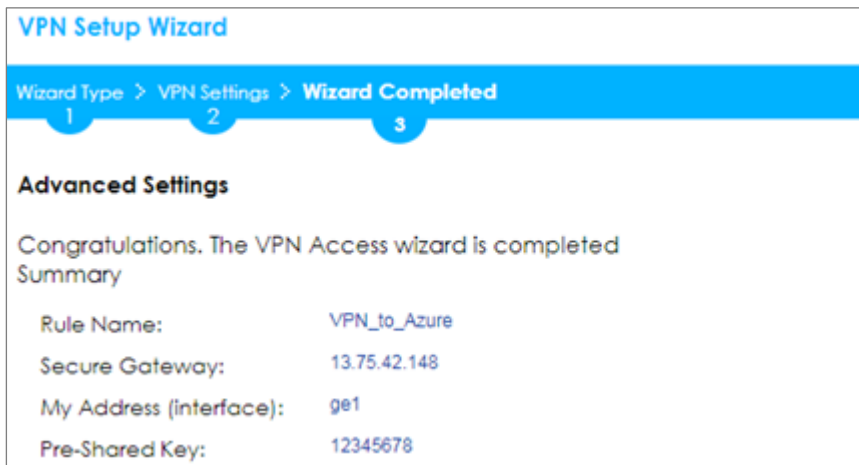 VPN Setup Wizard
Wizard Type > VPN Settings > Wizard Completed
1 2 3
Advanced Settings
Congratulations. The VPN Access wizard is completed
Summary
Rule Name: VPN_to_Azure
Secure Gateway: 13.75.42.148
My Address (interface): ge1
Pre-Shared Key: 12345678